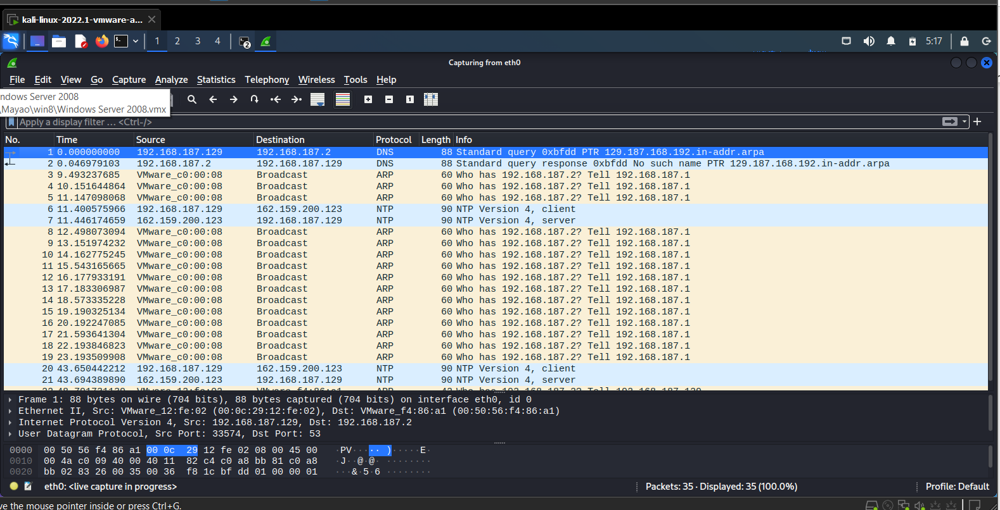 kali-linux-2022.1-vmware-a...
1 2 3 4 2 5:17
Capturing from eth0
File Edit View Go Capture Analyze Statistics Telephony Wireless Tools Help
ndows Server 2008
\Mayao\win8\Windows Server 2008.vmx
Apply a display filter … <Ctrl-/>
No. Time Source Destination Protocol Length Info
1 0.000000000 192.168.187.129 192.168.187.2 DNS 88 Standard query 0xbfdd PTR 129.187.168.192.in-addr.arpa
2 0.046979103 192.168.187.2 192.168.187.129 DNS 88 Standard query response 0xbfdd No such name PTR 129.187.168.192.in-addr.arpa
3 9.493237685 VMware_c0:00:08 Broadcast ARP 60 Who has 192.168.187.2? Tell 192.168.187.1
4 10.151644864 VMware_c0:00:08 Broadcast ARP 60 Who has 192.168.187.2? Tell 192.168.187.1
5 11.147098068 VMware_c0:00:08 Broadcast ARP 60 Who has 192.168.187.2? Tell 192.168.187.1
6 11.400575966 192.168.187.129 162.159.200.123 NTP 90 NTP Version 4, client
7 11.446174659 162.159.200.123 192.168.187.129 NTP 90 NTP Version 4, server
8 12.498073094 VMware_c0:00:08 Broadcast ARP 60 Who has 192.168.187.2? Tell 192.168.187.1
9 13.151974232 VMware_c0:00:08 Broadcast ARP 60 Who has 192.168.187.2? Tell 192.168.187.1
10 14.162775245 VMware_c0:00:08 Broadcast ARP 60 Who has 192.168.187.2? Tell 192.168.187.1
11 15.543165665 VMware_c0:00:08 Broadcast ARP 60 Who has 192.168.187.2? Tell 192.168.187.1
12 16.177933191 VMware_c0:00:08 Broadcast ARP 60 Who has 192.168.187.2? Tell 192.168.187.1
13 17.183306987 VMware_c0:00:08 Broadcast ARP 60 Who has 192.168.187.2? Tell 192.168.187.1
14 18.573335228 VMware_c0:00:08 Broadcast ARP 60 Who has 192.168.187.2? Tell 192.168.187.1
15 19.190325134 VMware_c0:00:08 Broadcast ARP 60 Who has 192.168.187.2? Tell 192.168.187.1
16 20.192247085 VMware_c0:00:08 Broadcast ARP 60 Who has 192.168.187.2? Tell 192.168.187.1
17 21.593641304 VMware_c0:00:08 Broadcast ARP 60 Who has 192.168.187.2? Tell 192.168.187.1
18 22.193846823 VMware_c0:00:08 Broadcast ARP 60 Who has 192.168.187.2? Tell 192.168.187.1
19 23.193509908 VMware_c0:00:08 Broadcast ARP 60 Who has 192.168.187.2? Tell 192.168.187.1
20 43.650442212 192.168.187.129 162.159.200.123 NTP 90 NTP Version 4, client
21 43.694389890 162.159.200.123 192.168.187.129 NTP 90 NTP Version 4, server
Frame 1: 88 bytes on wire (704 bits), 88 bytes captured (704 bits) on interface eth0, id 0
Ethernet II, Src: VMware_12:fe:02 (00:0c:29:12:fe:02), Dst: VMware_f4:86:a1 (00:50:56:f4:86:a1)
Internet Protocol Version 4, Src: 192.168.187.129, Dst: 192.168.187.2
User Datagram Protocol, Src Port: 33574, Dst Port: 53
0000 00 50 56 f4 86 a1 00 0c 29 12 fe 02 08 00 45 00 ·PV····· )·····E·
0010 00 4a c0 09 40 00 40 11 82 c4 c0 a8 bb 81 c0 a8 ·J··@·@· ········
0020 bb 02 83 26 00 35 00 36 f8 1c bf dd 01 00 00 01 ···&·5·6 ········
eth0: <live capture in progress> Packets: 35 · Displayed: 35 (100.0%) Profile: Default
ve the mouse pointer inside or press Ctrl+G.